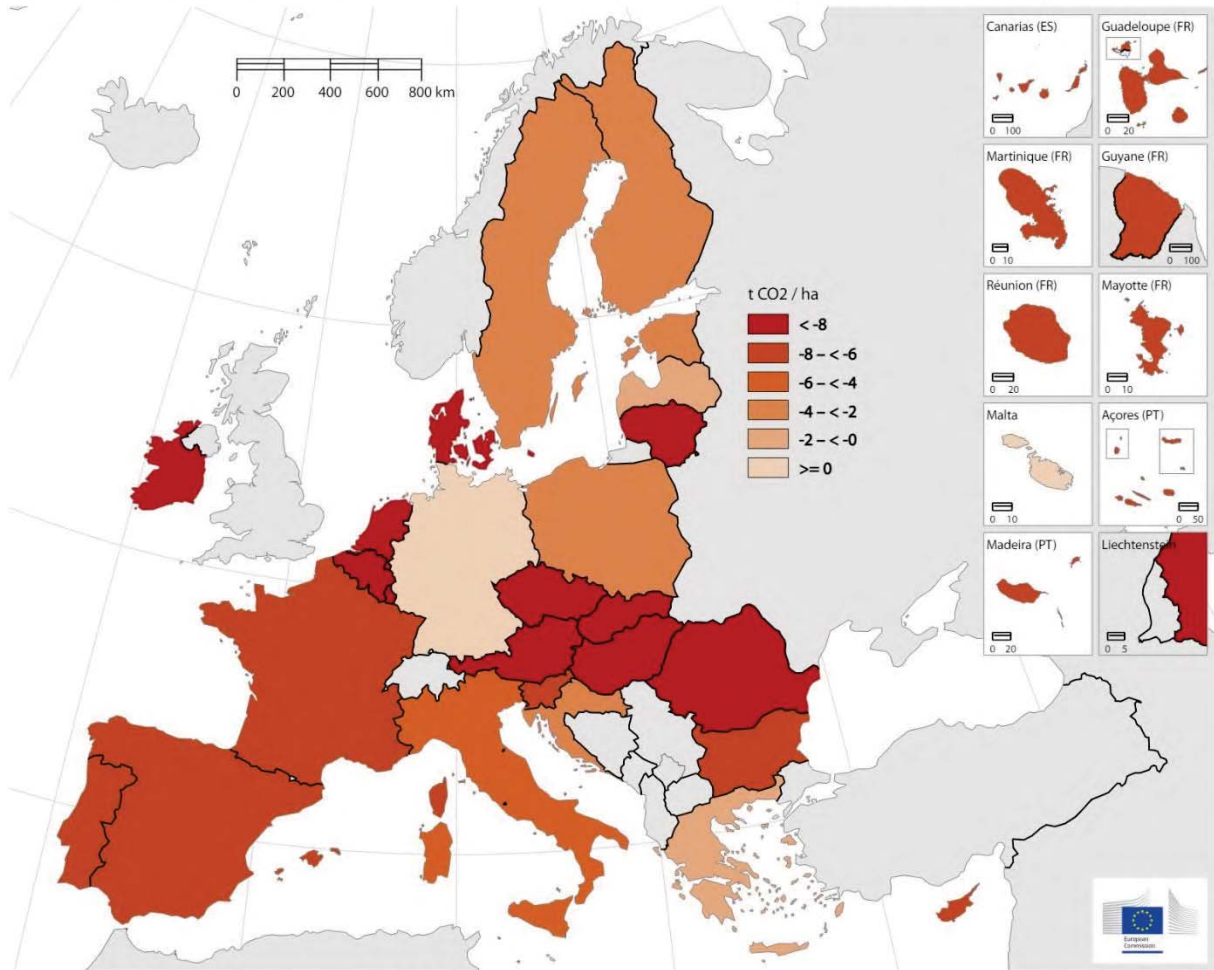 0 200 400 600 800 km
t CO2 / ha
< -8
-8 – < -6
-6 – < -4
-4 – < -2
-2 – < -0
>= 0
Canarias (ES)
0 100
Guadeloupe (FR)
0 20
Martinique (FR)
0 10
Guyane (FR)
0 100
Réunion (FR)
0 20
Mayotte (FR)
0 10
Malta
0 10
Açores (PT)
0 50
Madeira (PT)
0 20
Liechtenstein
0 5
European
Commission